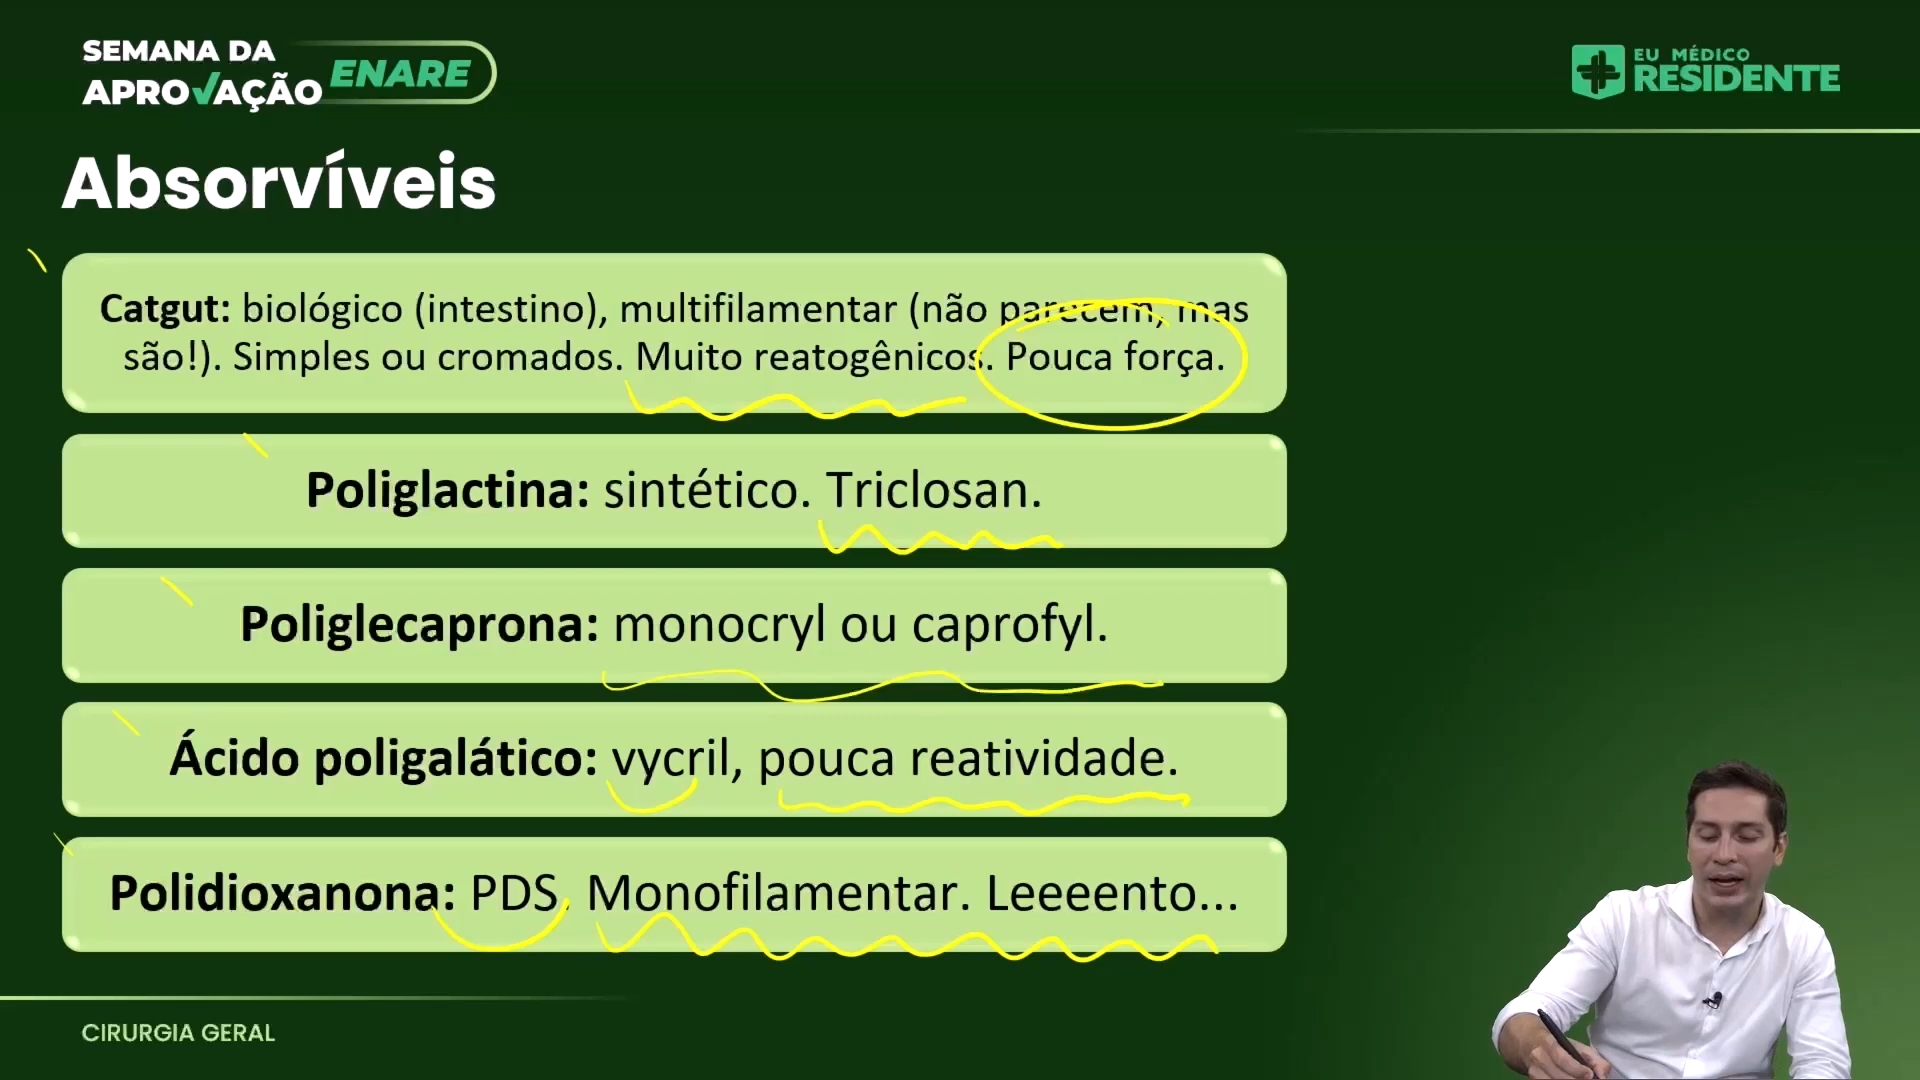 SEMANA DA
APROVAÇÃO ENARE
EU MÉDICO
RESIDENTE
Absorvíveis
Catgut: biológico (intestino), multifilamentar (não parecem, mas
são!). Simples ou cromados. Muito reatogênicos. Pouca força.
Poliglactina: sintético. Triclosan.
Poliglecaprona: monocryl ou caprofyl.
Ácido poligalático: vycril, pouca reatividade.
Polidioxanona: PDS. Monofilamentar. Leeeento...
CIRURGIA GERAL